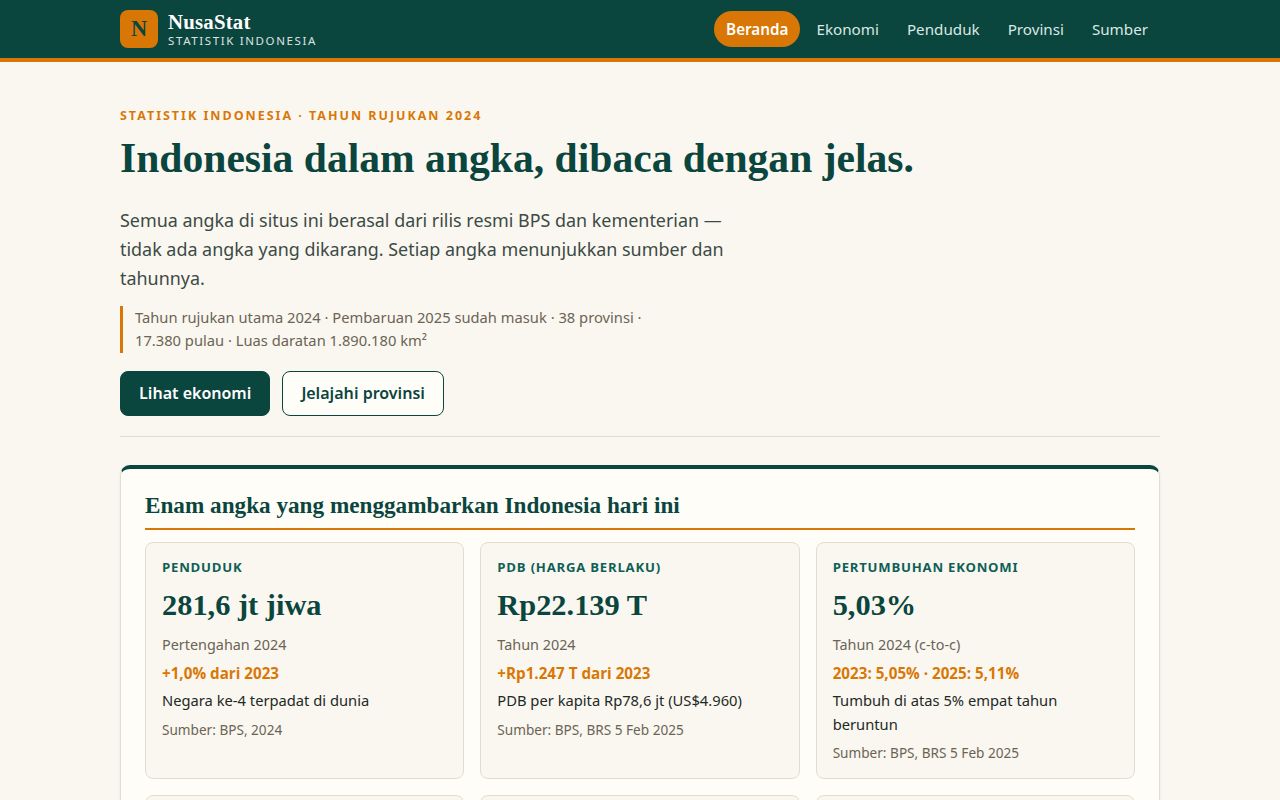 N
NusaStat
STATISTIK INDONESIA
Beranda
Ekonomi
Penduduk
Provinsi
Sumber
STATISTIK INDONESIA · TAHUN RUJUKAN 2024
Indonesia dalam angka, dibaca dengan jelas.
Semua angka di situs ini berasal dari rilis resmi BPS dan kementerian —
tidak ada angka yang dikarang. Setiap angka menunjukkan sumber dan
tahunnya.
Tahun rujukan utama 2024 · Pembaruan 2025 sudah masuk · 38 provinsi ·
17.380 pulau · Luas daratan 1.890.180 km²
Lihat ekonomi
Jelajahi provinsi
Enam angka yang menggambarkan Indonesia hari ini
PENDUDUK
281,6 jt jiwa
Pertengahan 2024
+1,0% dari 2023
Negara ke-4 terpadat di dunia
Sumber: BPS, 2024
PDB (HARGA BERLAKU)
Rp22.139 T
Tahun 2024
+Rp1.247 T dari 2023
PDB per kapita Rp78,6 jt (US$4.960)
Sumber: BPS, BRS 5 Feb 2025
PERTUMBUHAN EKONOMI
5,03%
Tahun 2024 (c-to-c)
2023: 5,05% · 2025: 5,11%
Tumbuh di atas 5% empat tahun
beruntun
Sumber: BPS, BRS 5 Feb 2025